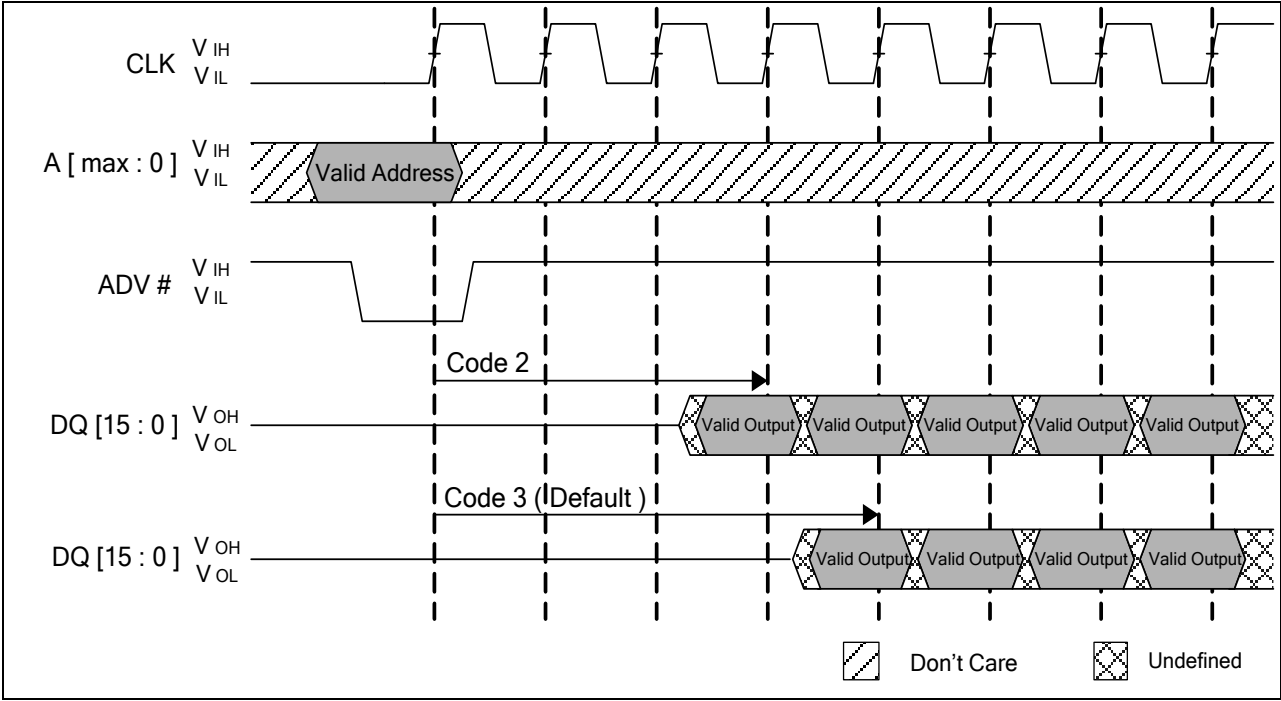 CLK V IH
V IL
A [ max : 0 ] V IH
V IL
Valid Address
ADV # V IH
V IL
Code 2
DQ [15 : 0 ] V OH
V OL
Valid Output Valid Output Valid Output Valid Output Valid Output
Code 3 ( Default )
DQ [15 : 0 ] V OH
V OL
Valid Output Valid Output Valid Output Valid Output
Don't Care Undefined